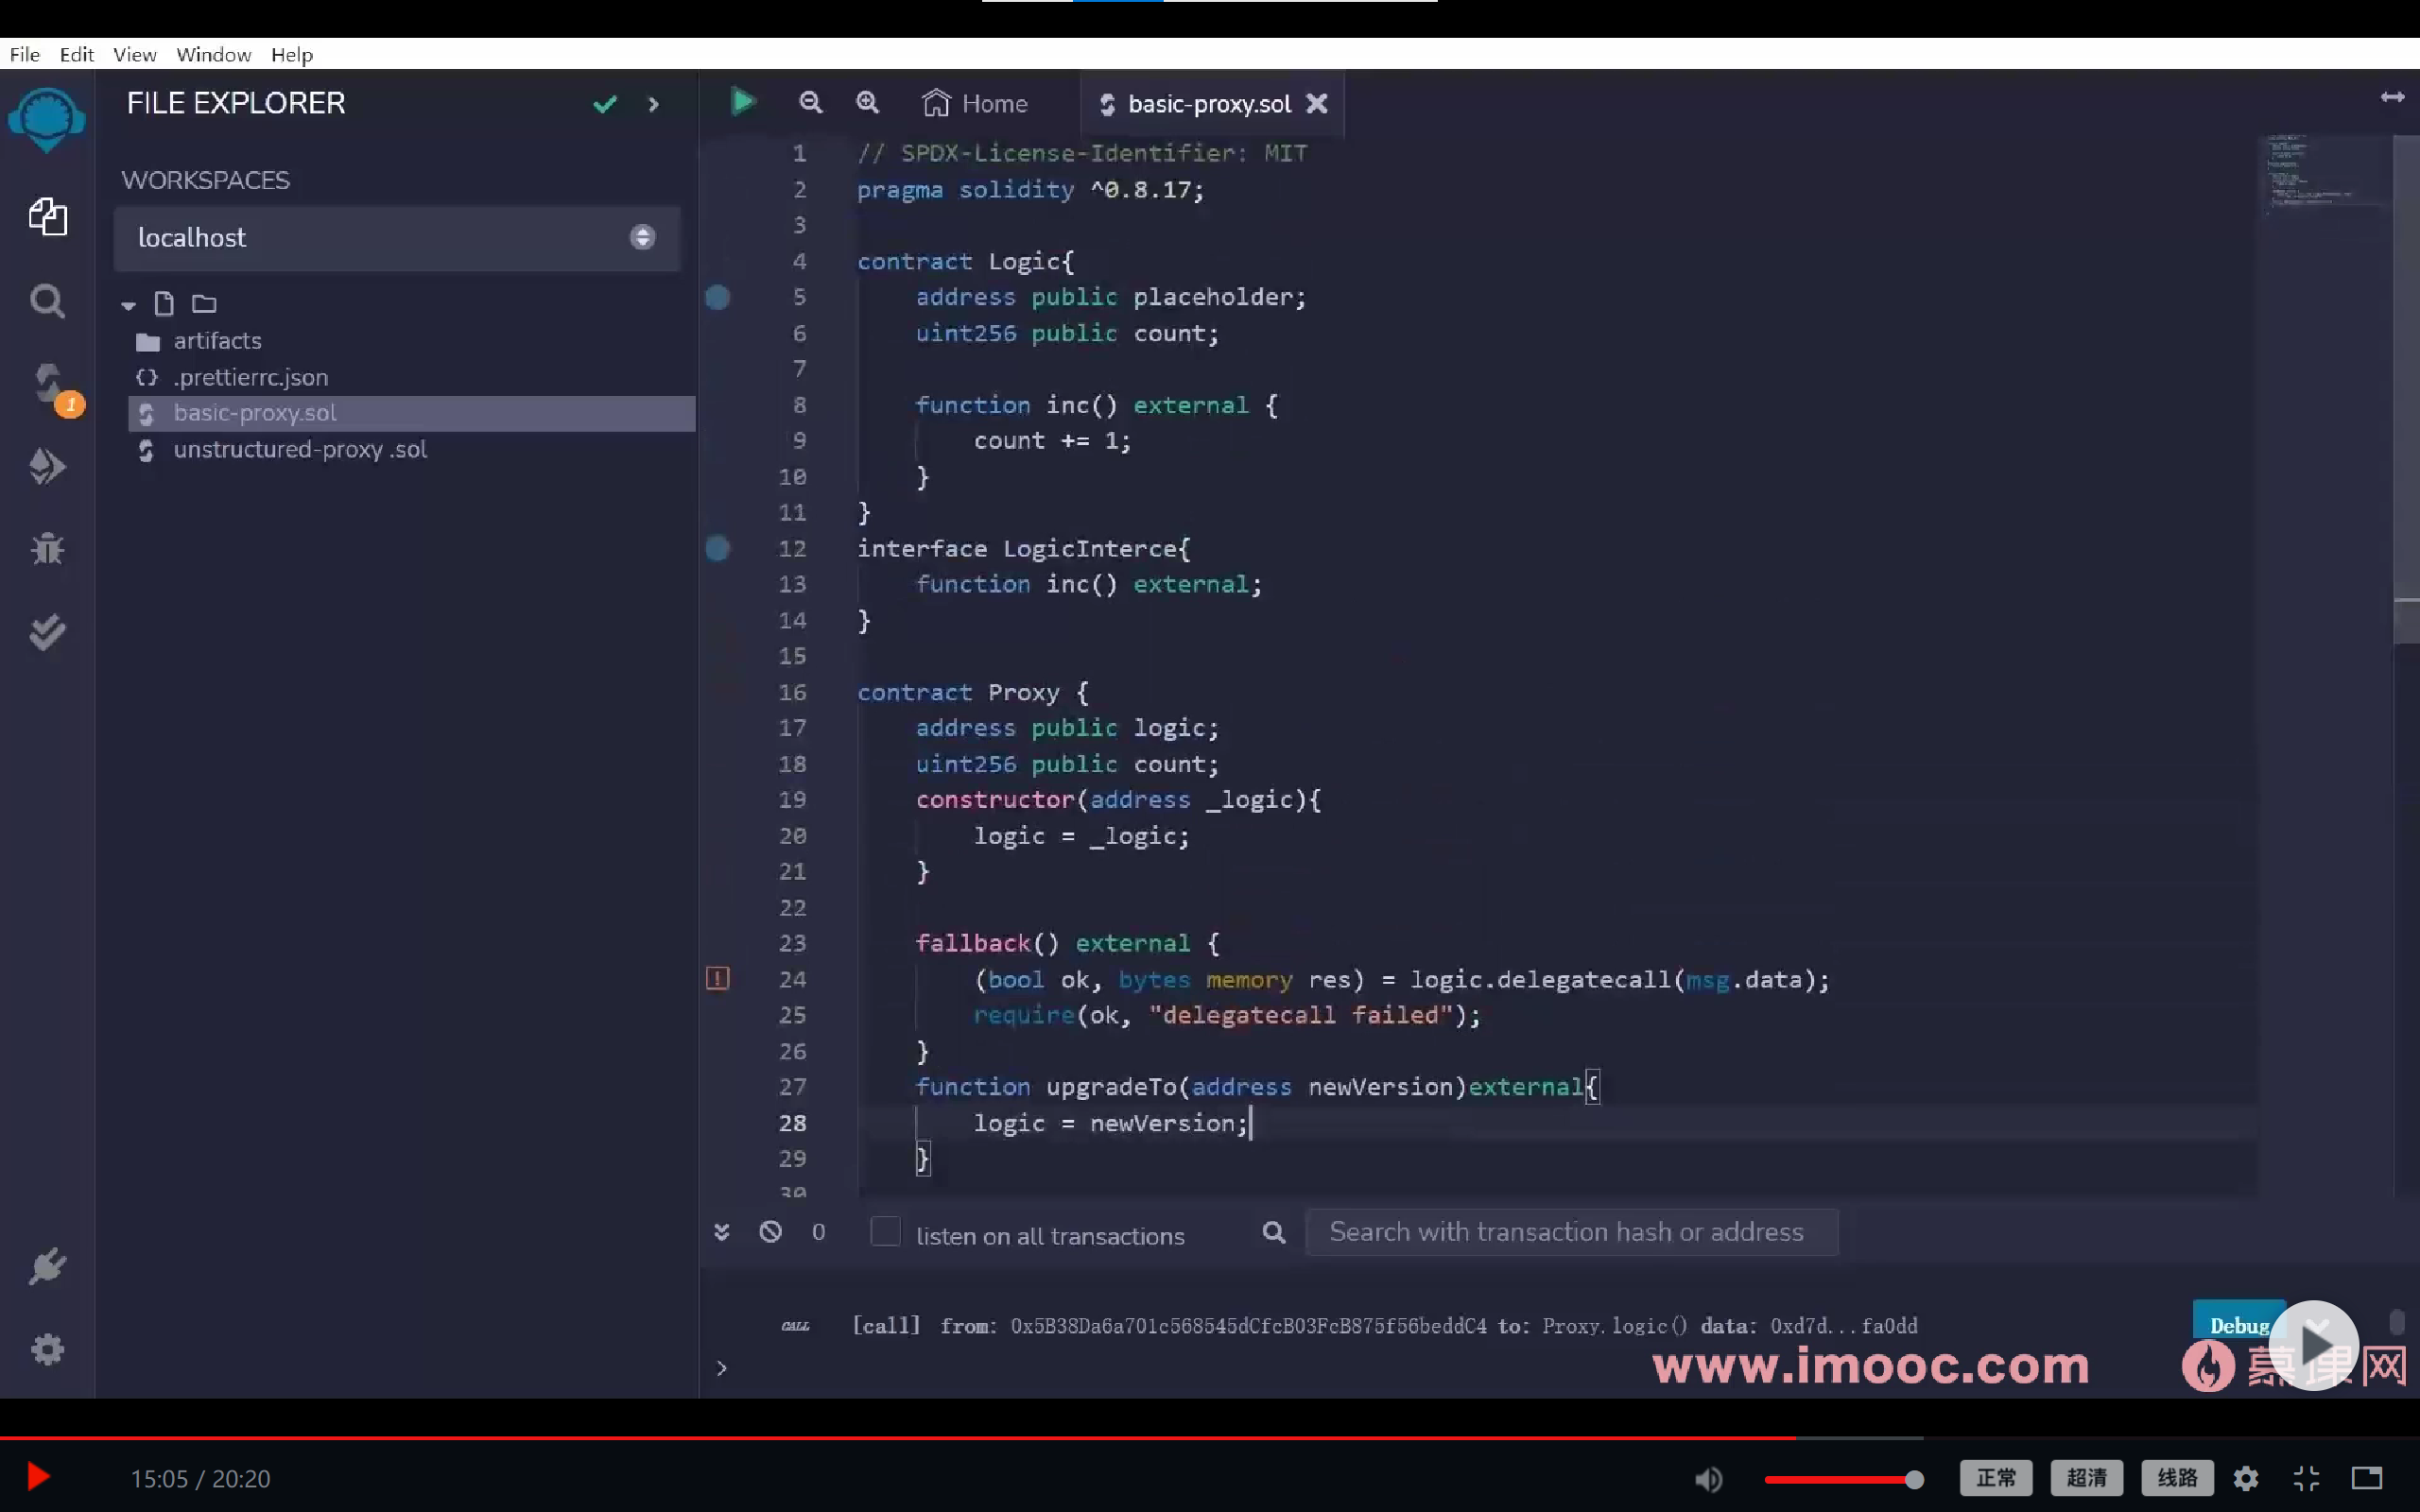 File Edit View Window Help
FILE EXPLORER
WORKSPACES
localhost
artifacts
.prettierrc.json
basic-proxy.sol
unstructured-proxy .sol
1
Home
basic-proxy.sol
1 // SPDX-License-Identifier: MIT
2 pragma solidity ^0.8.17;
3
4 contract Logic{
5 address public placeholder;
6 uint256 public count;
7
8 function inc() external {
9 count += 1;
10 }
11 }
12 interface LogicInterce{
13 function inc() external;
14 }
15
16 contract Proxy {
17 address public logic;
18 uint256 public count;
19 constructor(address _logic){
20 logic = _logic;
21 }
22
23 fallback() external {
24 (bool ok, bytes memory res) = logic.delegatecall(msg.data);
25 require(ok, "delegatecall failed");
26 }
27 function upgradeTo(address newVersion)external{
28 logic = newVersion;
29 }
30
0 listen on all transactions Search with transaction hash or address
CALL [call] from: 0x5B38Da6a701c568545dCfcB03FcB875f56beddC4 to: Proxy.logic() data: 0xd7d...fa0dd Debug
>
www.imooc.com 慕课网
15:05 / 20:20 正常 超清 线路